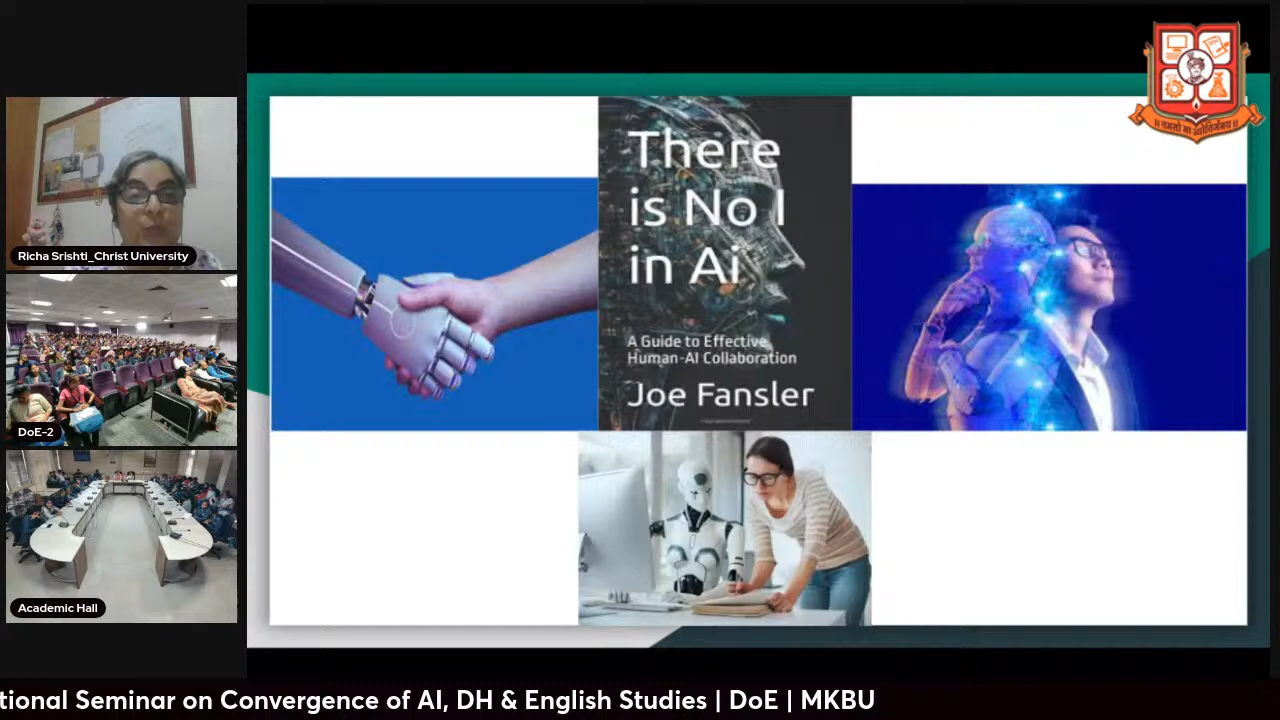 There
is No I
in Ai
A Guide to Effective
Human-AI Collaboration
Joe Fansler
Richa Srishti_Christ University
DoE-2
Academic Hall
tional Seminar on Convergence of AI, DH & English Studies | DoE | MKBU